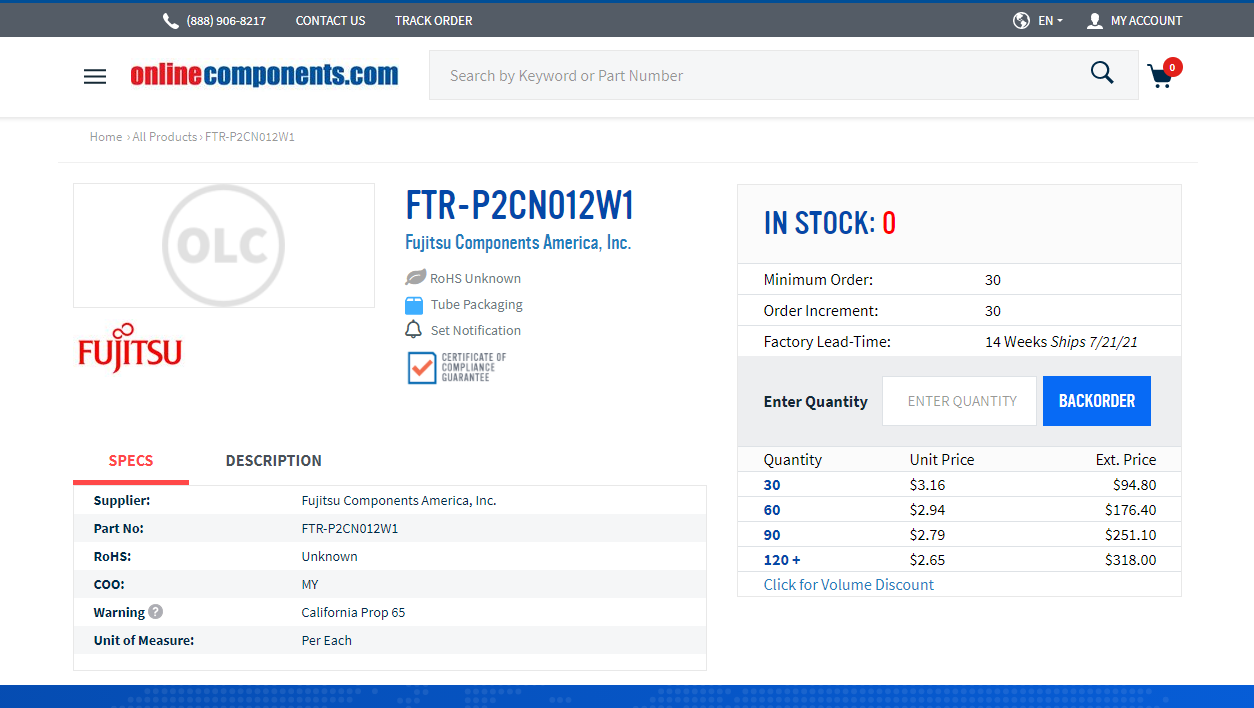 (888) 906-8217 CONTACT US TRACK ORDER EN MY ACCOUNT
onlinecomponents.com Search by Keyword or Part Number 0
Home › All Products › FTR-P2CN012W1
OLC
FUJITSU
FTR-P2CN012W1
Fujitsu Components America, Inc.
RoHS Unknown
Tube Packaging
Set Notification
CERTIFICATE OF
COMPLIANCE
GUARANTEE
IN STOCK: 0
Minimum Order: 30
Order Increment: 30
Factory Lead-Time: 14 Weeks Ships 7/21/21
Enter Quantity ENTER QUANTITY BACKORDER
Quantity Unit Price Ext. Price
30 $3.16 $94.80
60 $2.94 $176.40
90 $2.79 $251.10
120 + $2.65 $318.00
Click for Volume Discount
SPECS DESCRIPTION
Supplier: Fujitsu Components America, Inc.
Part No: FTR-P2CN012W1
RoHS: Unknown
COO: MY
Warning ? California Prop 65
Unit of Measure: Per Each